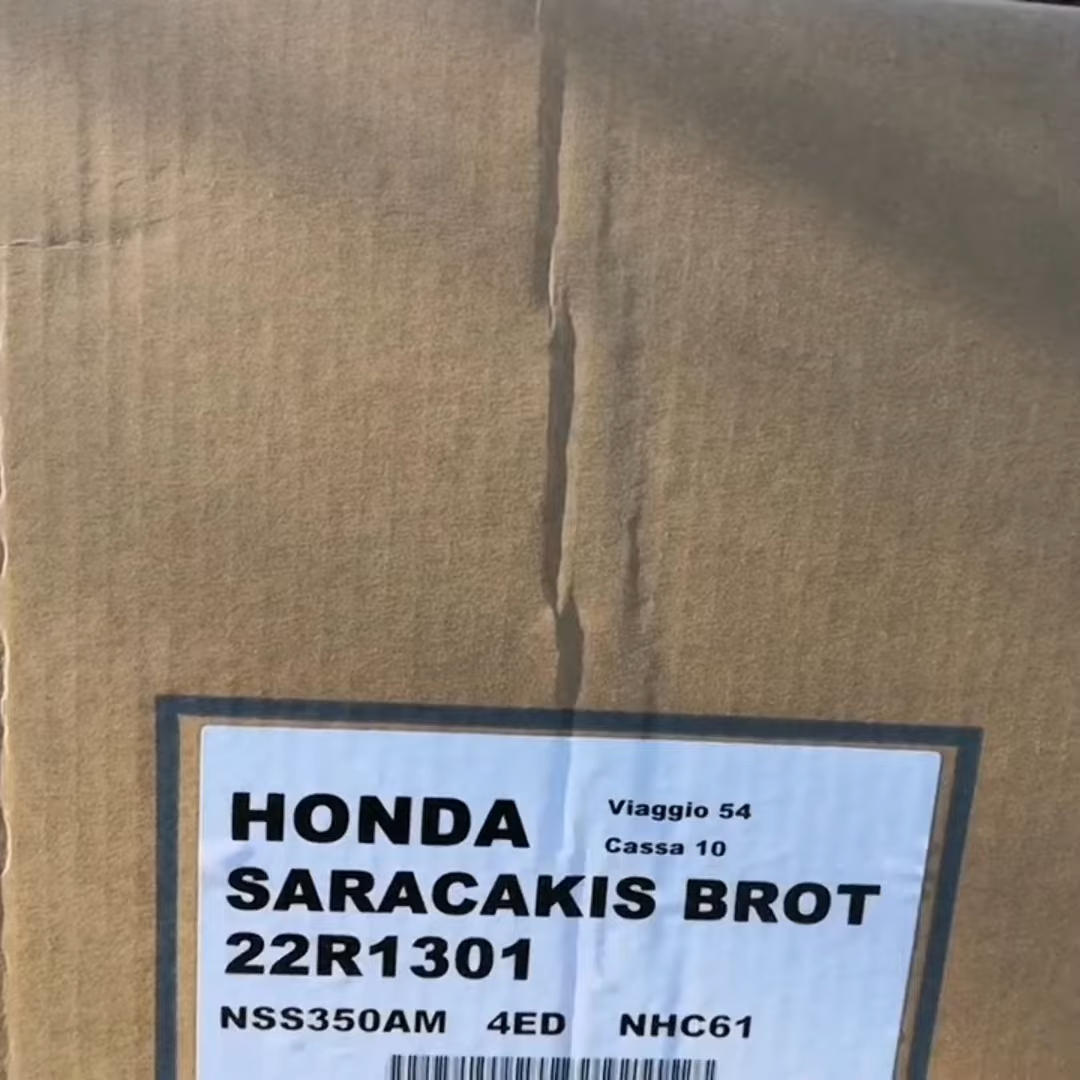 HONDA Viaggio 54
Cassa 10
SARACAKIS BROT
22R1301
NSS350AM 4ED NHC61